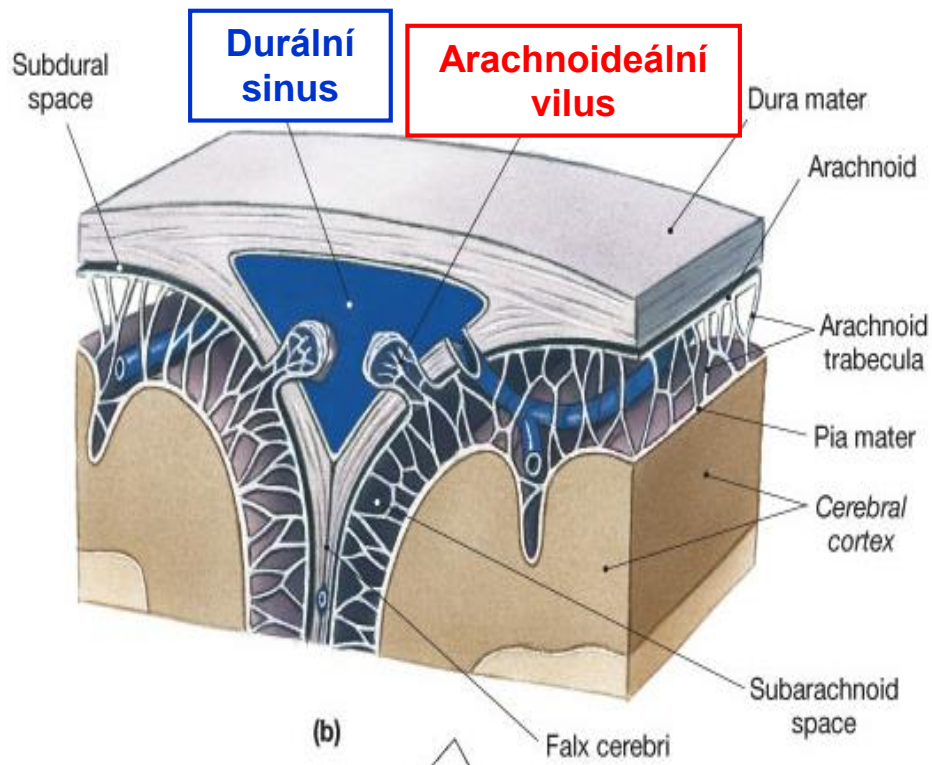 Durální
sinus
Arachnoideální
vilus
Subdural
space
Dura mater
Arachnoid
Arachnoid
trabecula
Pia mater
Cerebral
cortex
Subarachnoid
space
(b)
Falx cerebri